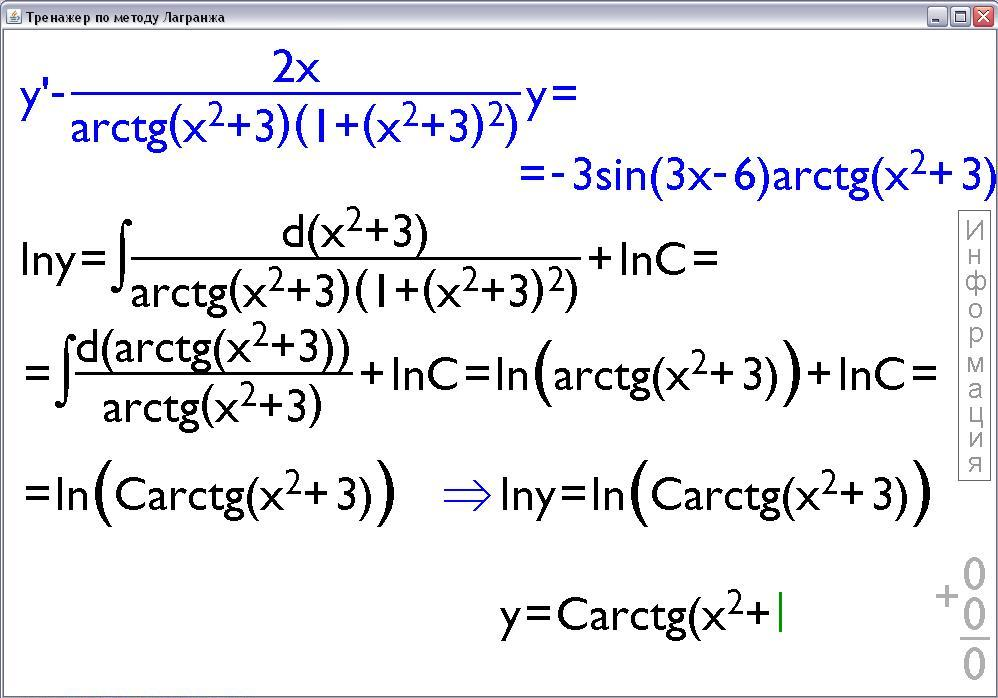 Тренажер по методу Лагранжа
y'- 2x / arctg(x²+3)(1+(x²+3)²) y=
=-3sin(3x-6)arctg(x²+3)
lny=∫ d(x²+3) / arctg(x²+3)(1+(x²+3)²) +lnC=
=∫ d(arctg(x²+3)) / arctg(x²+3) +lnC=ln(arctg(x²+3))+lnC=
=ln(Carctg(x²+3)) ⇒ lny=ln(Carctg(x²+3))
y=Carctg(x²+
Информация
0
+0
0